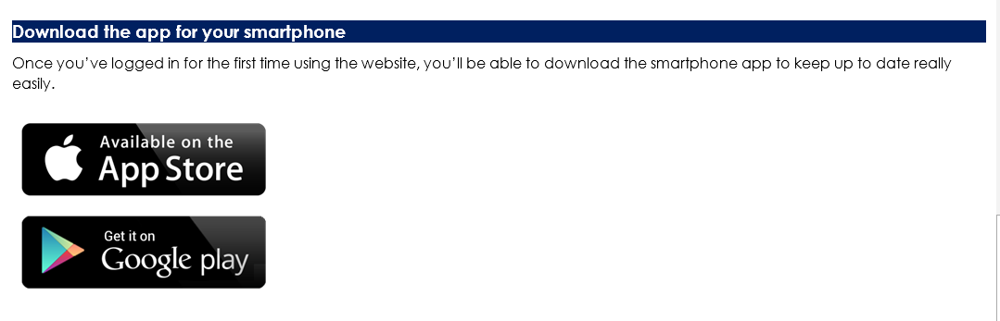 Download the app for your smartphone
Once you've logged in for the first time using the website, you'll be able to download the smartphone app to keep up to date really
easily.
Available on the
App Store
Get it on
Google play